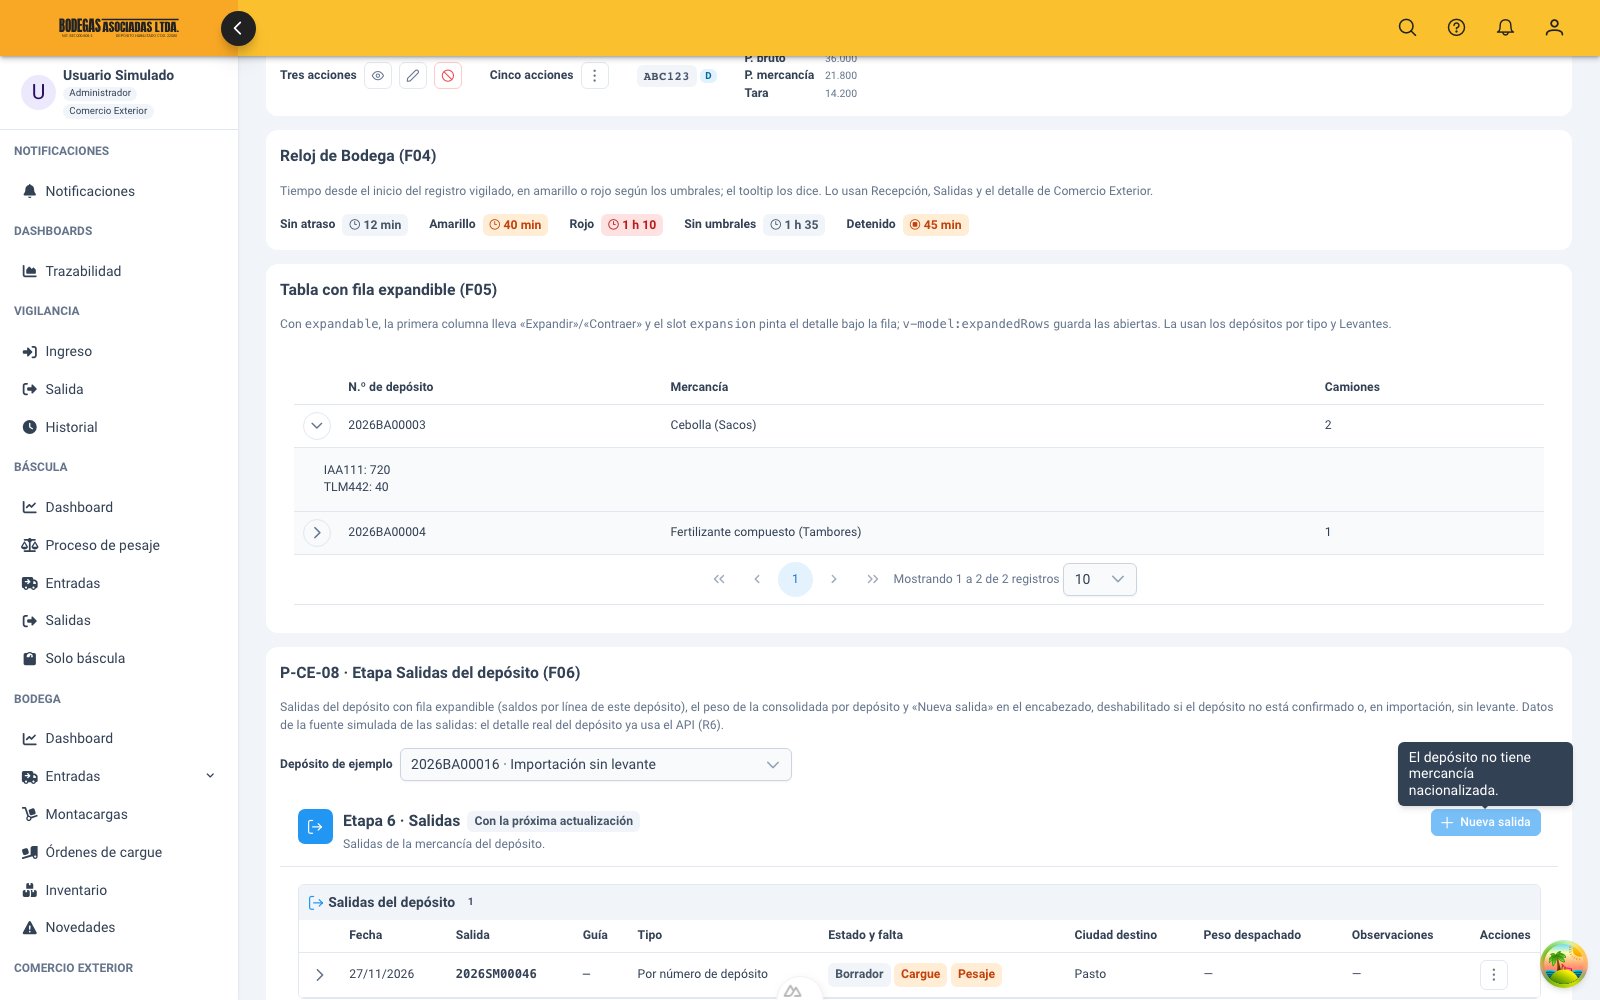 BODEGAS ASOCIADAS LTDA.
U
Usuario Simulado
Administrador
Comercio Exterior
NOTIFICACIONES
Notificaciones
DASHBOARDS
Trazabilidad
VIGILANCIA
Ingreso
Salida
Historial
BÁSCULA
Dashboard
Proceso de pesaje
Entradas
Salidas
Solo báscula
BODEGA
Dashboard
Entradas
Montacargas
Órdenes de cargue
Inventario
Novedades
COMERCIO EXTERIOR
Tres acciones Cinco acciones ABC123 D
P. bruto 36.000
P. mercancía 21.800
Tara 14.200
Reloj de Bodega (F04)
Tiempo desde el inicio del registro vigilado, en amarillo o rojo según los umbrales; el tooltip los dice. Lo usan Recepción, Salidas y el detalle de Comercio Exterior.
Sin atraso 12 min Amarillo 40 min Rojo 1 h 10 Sin umbrales 1 h 35 Detenido 45 min
Tabla con fila expandible (F05)
Con expandable, la primera columna lleva «Expandir»/«Contraer» y el slot expansion pinta el detalle bajo la fila; v-model:expandedRows guarda las abiertas. La usan los depósitos por tipo y Levantes.
N.º de depósito Mercancía Camiones
2026BA00003 Cebolla (Sacos) 2
IAA111: 720
TLM442: 40
2026BA00004 Fertilizante compuesto (Tambores) 1
1 Mostrando 1 a 2 de 2 registros 10
P-CE-08 · Etapa Salidas del depósito (F06)
Salidas del depósito con fila expandible (saldos por línea de este depósito), el peso de la consolidada por depósito y «Nueva salida» en el encabezado, deshabilitado si el depósito no está confirmado o, en importación, sin levante. Datos
de la fuente simulada de las salidas: el detalle real del depósito ya usa el API (R6).
Depósito de ejemplo 2026BA00016 · Importación sin levante
El depósito no tiene
mercancía
nacionalizada.
Etapa 6 · Salidas Con la próxima actualización
Nueva salida
Salidas de la mercancía del depósito.
Salidas del depósito 1
Fecha Salida Guía Tipo Estado y falta Ciudad destino Peso despachado Observaciones Acciones
27/11/2026 2026SM00046 — Por número de depósito Borrador Cargue Pesaje Pasto — —